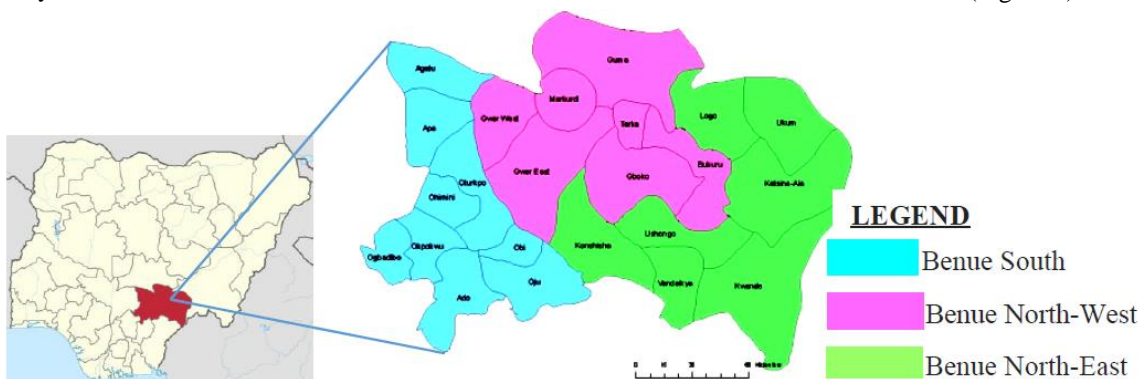 Guma
Agatu
Makurdi
Gwer West
Logo
Ukum
Tarka
Apa
Bukuru
Gwer East
Gboko
Katsina-Ala
Oturkpo
Ohimini
LEGEND
Ushongo
Konshisha
Obi
Okpokwu
Ogbadibo
Benue South
Vandeikya
Kwande
Oju
Ado
Benue North-West
Benue North-East